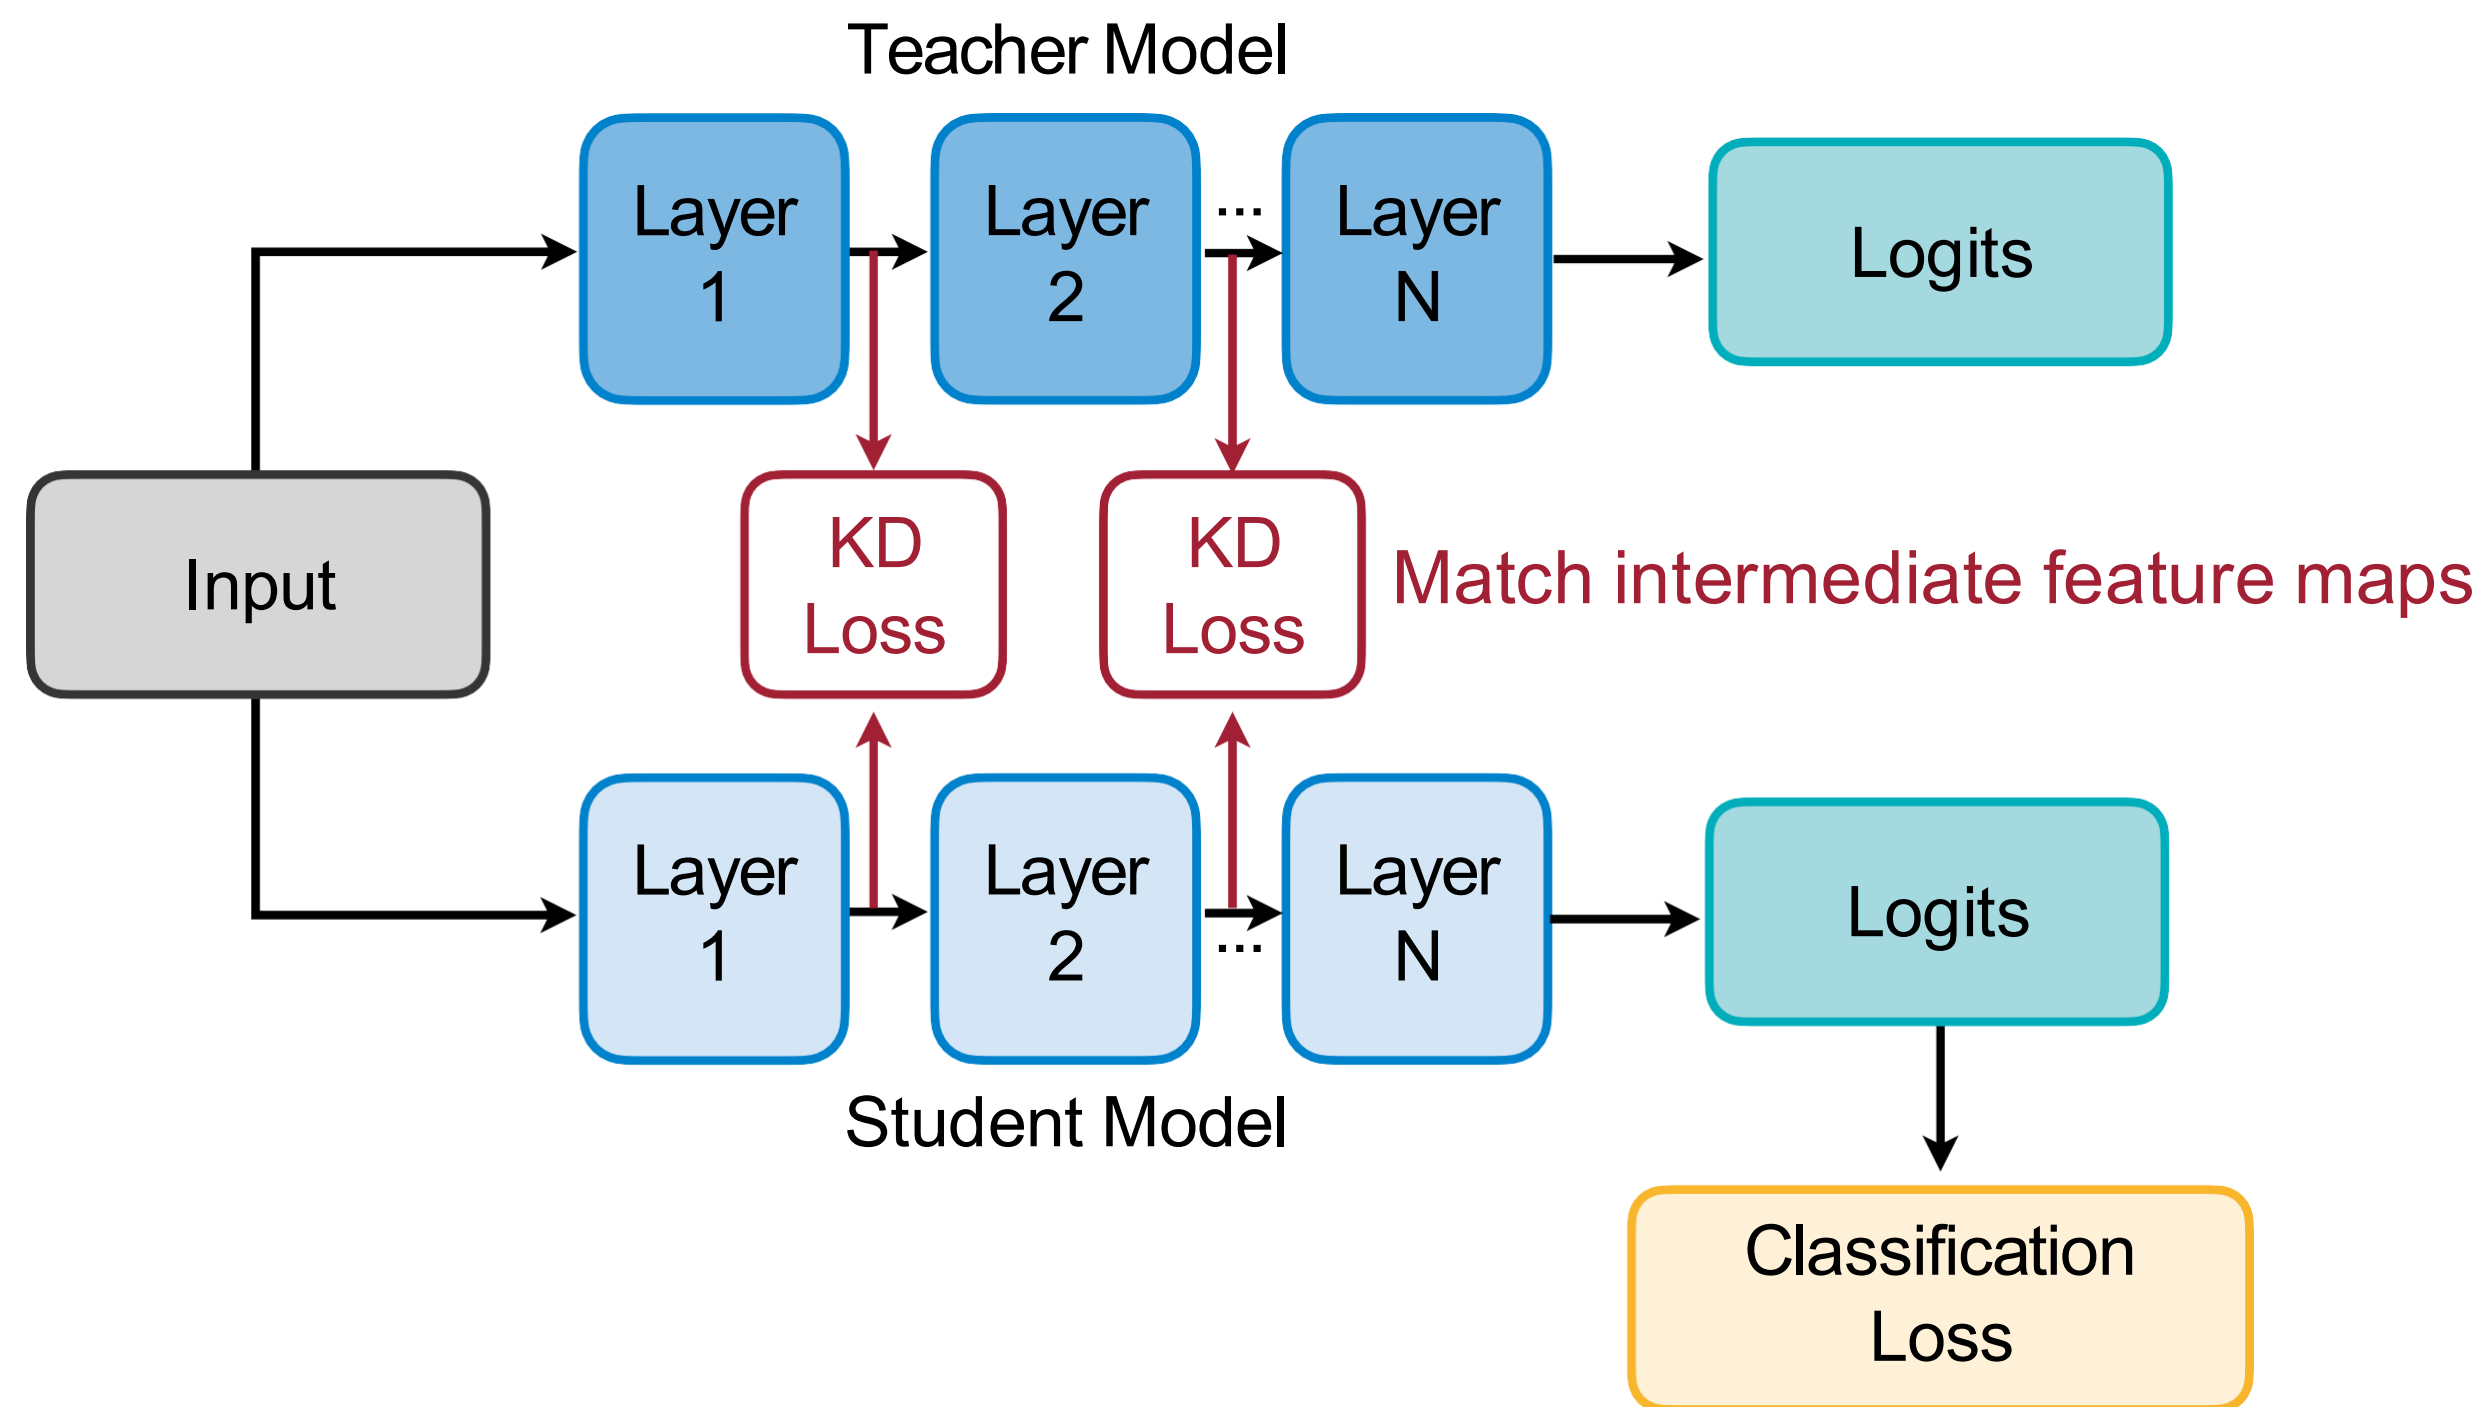 Teacher Model
Layer
1
Layer
2
...
Layer
N
Logits
Input
KD
Loss
KD
Loss
Match intermediate feature maps
Layer
1
Layer
2
...
Layer
N
Logits
Student Model
Classification
Loss